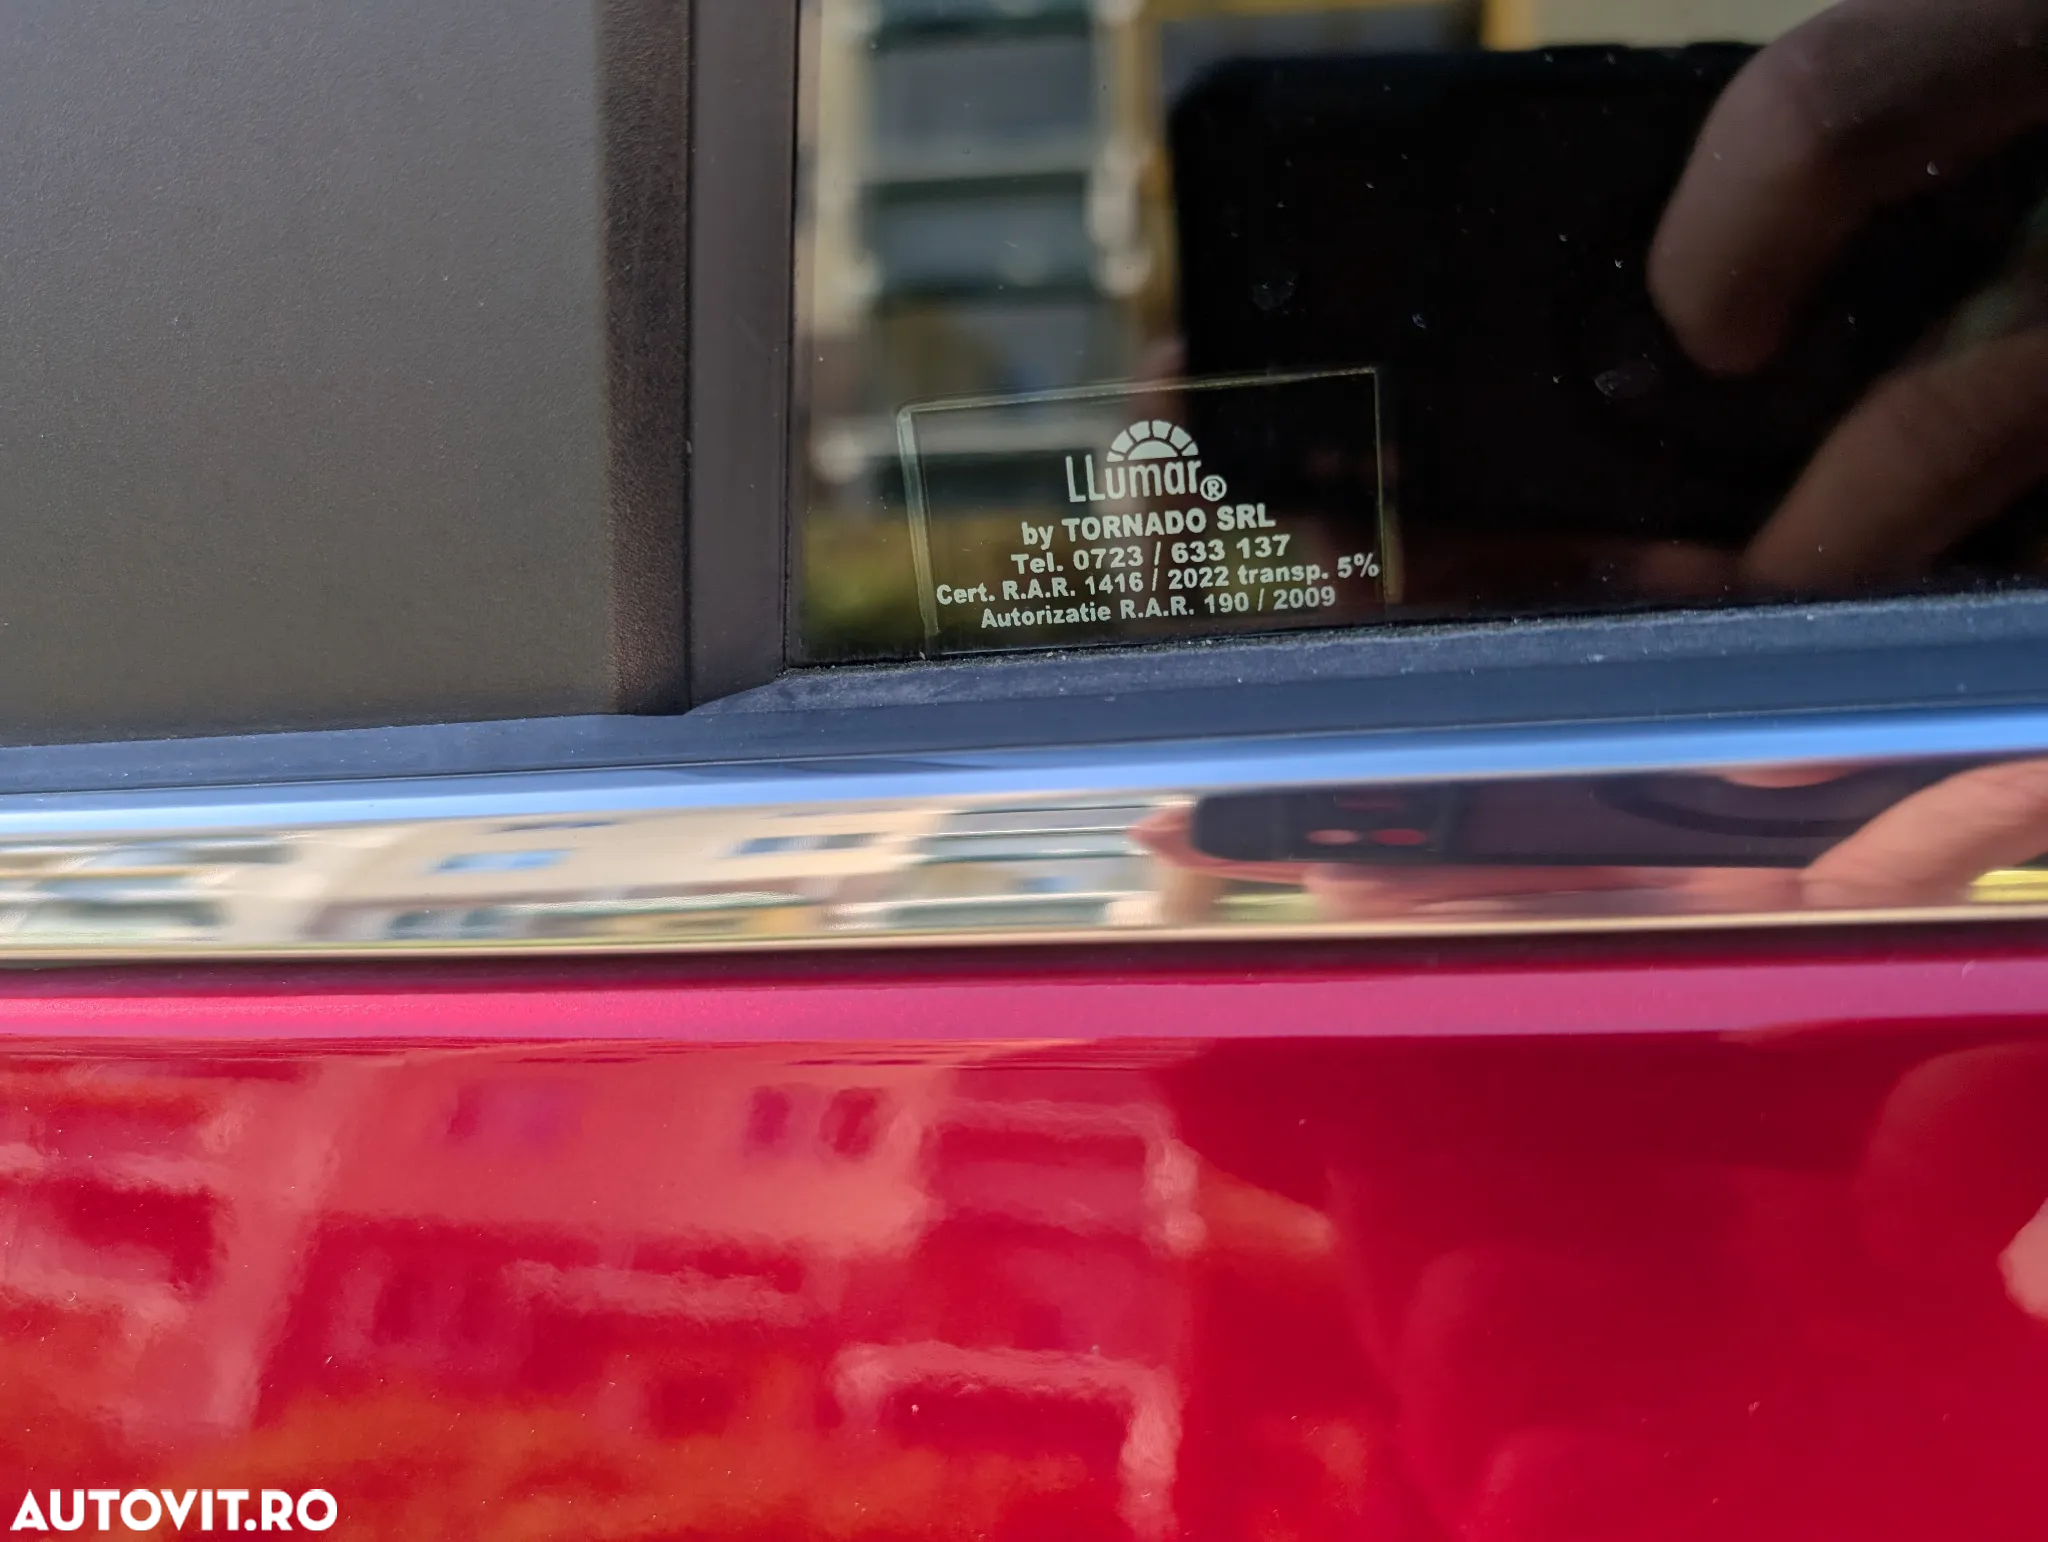 LLumar®
by TORNADO SRL
Tel. 0723 / 633 137
Cert. R.A.R. 1416 / 2022 transp. 5%
Autorizatie R.A.R. 190 / 2009
AUTOVIT.RO